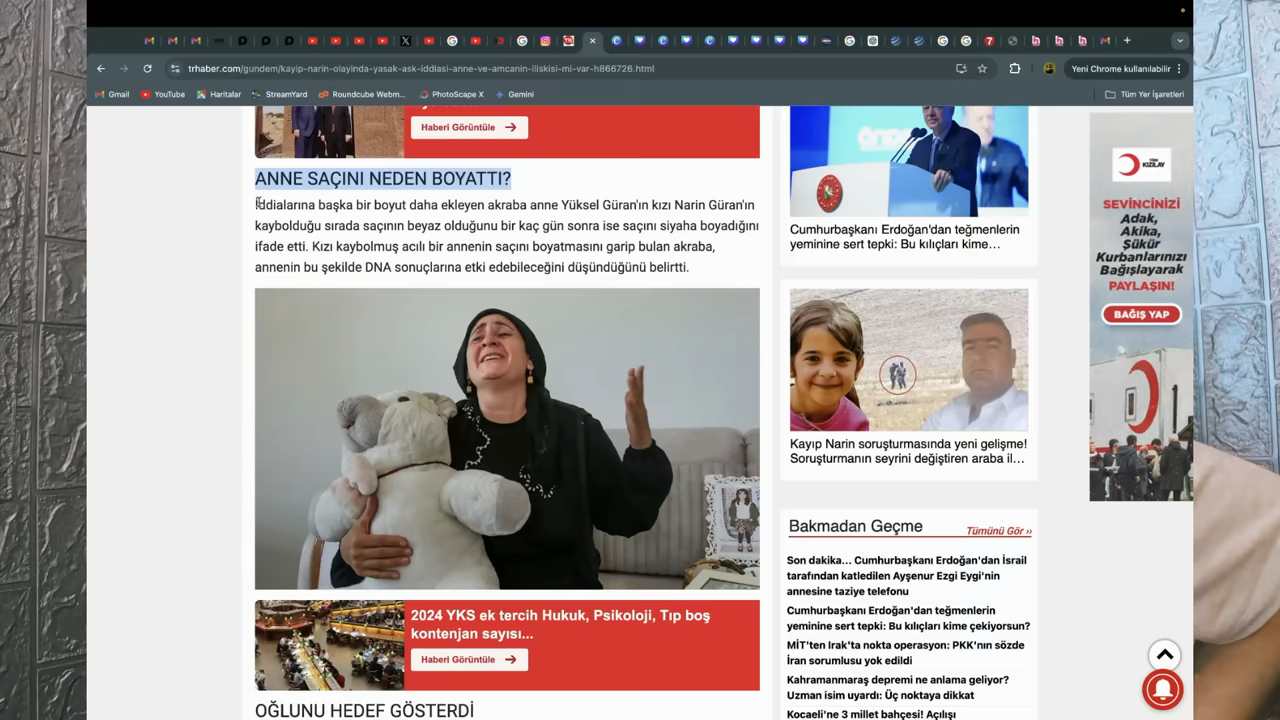 trhaber.com/gundem/kayip-narin-olayinda-yasak-ask-iddiasi-anne-ve-amcanin-iliskisi-mi-var-h866726.html
Yeni Chrome kullanılabilir
Gmail
YouTube
Haritalar
StreamYard
Roundcube Webm...
PhotoScape X
Gemini
Tüm Yer İşaretleri
Haberi Görüntüle
ANNE SAÇINI NEDEN BOYATTI?
İddialarına başka bir boyut daha ekleyen akraba anne Yüksel Güran'ın kızı Narin Güran'ın
kaybolduğu sırada saçının beyaz olduğunu bir kaç gün sonra ise saçını siyaha boyadığını
ifade etti. Kızı kaybolmuş acılı bir annenin saçını boyatmasını garip bulan akraba,
annenin bu şekilde DNA sonuçlarına etki edebileceğini düşündüğünü belirtti.
2024 YKS ek tercih Hukuk, Psikoloji, Tıp boş
kontenjan sayısı...
Haberi Görüntüle
OĞLUNU HEDEF GÖSTERDİ
Cumhurbaşkanı Erdoğan'dan teğmenlerin
yeminine sert tepki: Bu kılıçları kime...
Kayıp Narin soruşturmasında yeni gelişme!
Soruşturmanın seyrini değiştiren araba il...
Bakmadan Geçme
Tümünü Gör ››
Son dakika... Cumhurbaşkanı Erdoğan'dan İsrail
tarafından katledilen Ayşenur Ezgi Eygi'nin
annesine taziye telefonu
Cumhurbaşkanı Erdoğan'dan teğmenlerin
yeminine sert tepki: Bu kılıçları kime çekiyorsun?
MİT'ten Irak'ta nokta operasyon: PKK'nın sözde
İran sorumlusu yok edildi
Kahramanmaraş depremi ne anlama geliyor?
Uzman isim uyardı: Üç noktaya dikkat
Kocaeli'ne 3 millet bahçesi! Açılışı
TÜRK
KIZILAY
SEVİNCİNİZİ
Adak,
Akika,
Şükür
Kurbanlarınızı
Bağışlayarak
PAYLAŞIN!
BAĞIŞ YAP